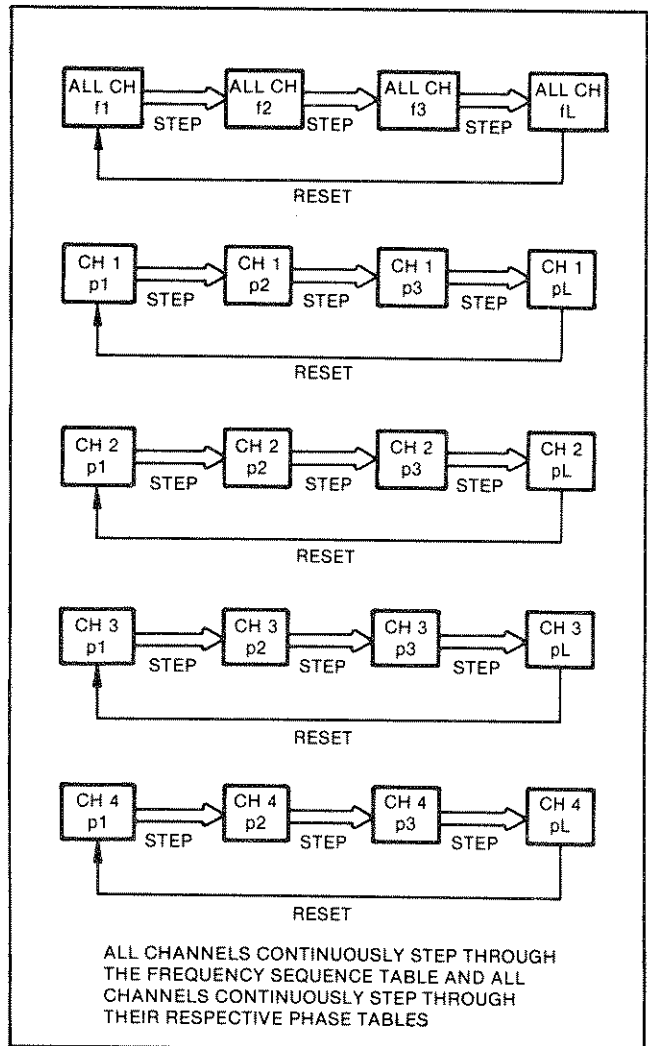 ALL CH ALL CH ALL CH ALL CH
f1 f2 f3 fL
STEP STEP STEP
RESET
CH 1 CH 1 CH 1 CH 1
p1 p2 p3 pL
STEP STEP STEP
RESET
CH 2 CH 2 CH 2 CH 2
p1 p2 p3 pL
STEP STEP STEP
RESET
CH 3 CH 3 CH 3 CH 3
p1 p2 p3 pL
STEP STEP STEP
RESET
CH 4 CH 4 CH 4 CH 4
p1 p2 p3 pL
STEP STEP STEP
RESET
ALL CHANNELS CONTINUOUSLY STEP THROUGH
THE FREQUENCY SEQUENCE TABLE AND ALL
CHANNELS CONTINUOUSLY STEP THROUGH
THEIR RESPECTIVE PHASE TABLES